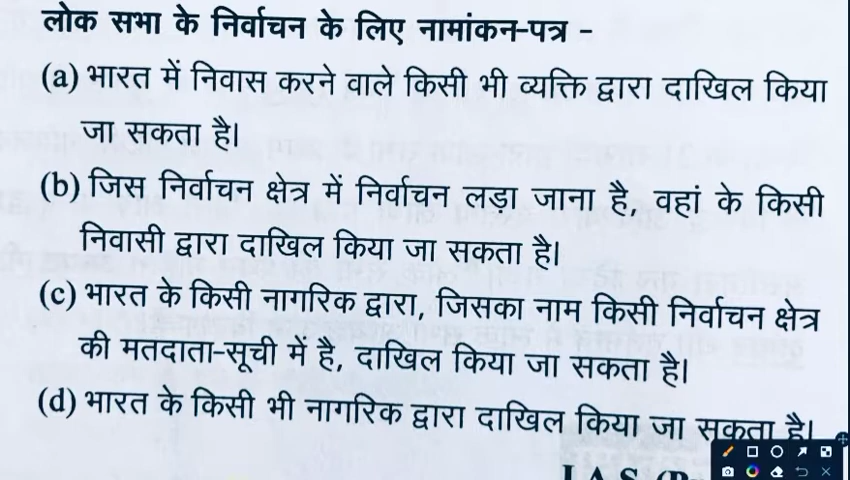 लोक सभा के निर्वाचन के लिए नामांकन-पत्र -
(a) भारत में निवास करने वाले किसी भी व्यक्ति द्वारा दाखिल किया
जा सकता है।
(b) जिस निर्वाचन क्षेत्र में निर्वाचन लड़ा जाना है, वहां के किसी
निवासी द्वारा दाखिल किया जा सकता है।
(c) भारत के किसी नागरिक द्वारा, जिसका नाम किसी निर्वाचन क्षेत्र
की मतदाता-सूची में है, दाखिल किया जा सकता है।
(d) भारत के किसी भी नागरिक द्वारा दाखिल किया जा सकता है।
I.A.S.